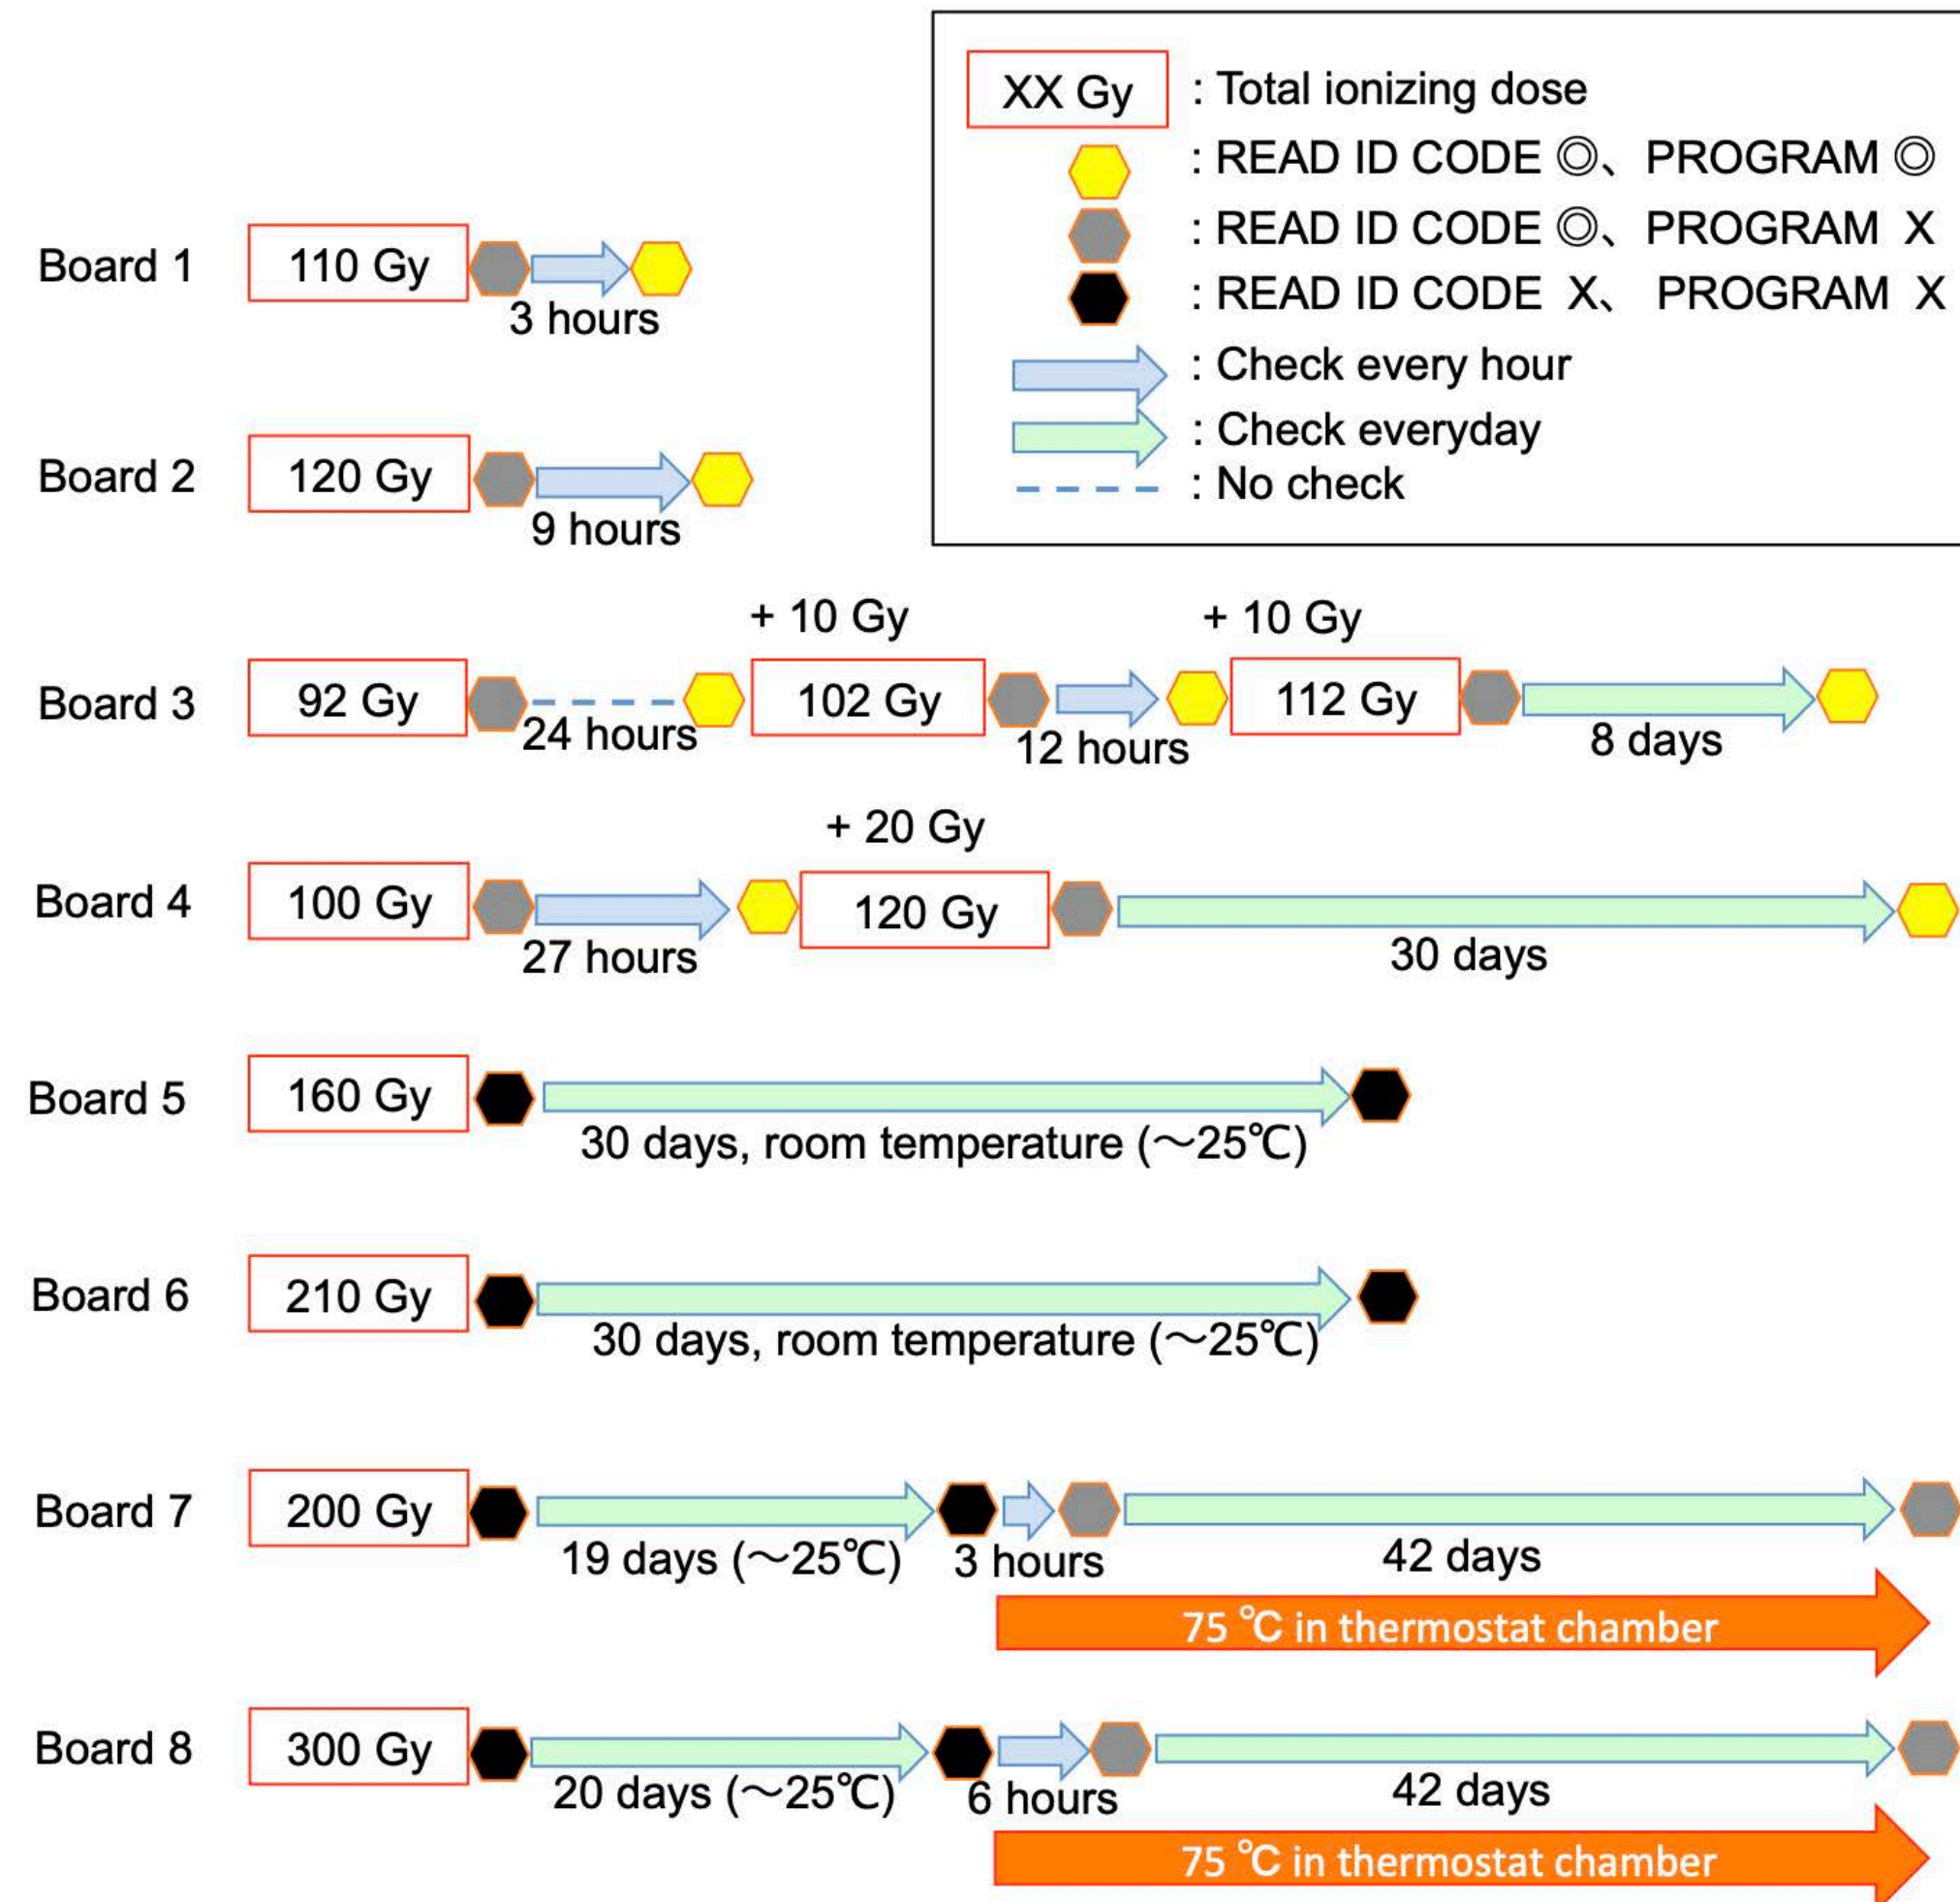 XX Gy : Total ionizing dose
: READ ID CODE ◎、 PROGRAM ◎
: READ ID CODE ◎、 PROGRAM X
: READ ID CODE X、 PROGRAM X
: Check every hour
: Check everyday
: No check
Board 1 110 Gy
3 hours
Board 2 120 Gy
9 hours
+ 10 Gy + 10 Gy
Board 3 92 Gy 102 Gy 112 Gy
24 hours 12 hours 8 days
+ 20 Gy
Board 4 100 Gy 120 Gy
27 hours 30 days
Board 5 160 Gy
30 days, room temperature (〜25℃)
Board 6 210 Gy
30 days, room temperature (〜25℃)
Board 7 200 Gy
19 days (〜25℃) 3 hours 42 days
75 ℃ in thermostat chamber
Board 8 300 Gy
20 days (〜25℃) 6 hours 42 days
75 ℃ in thermostat chamber